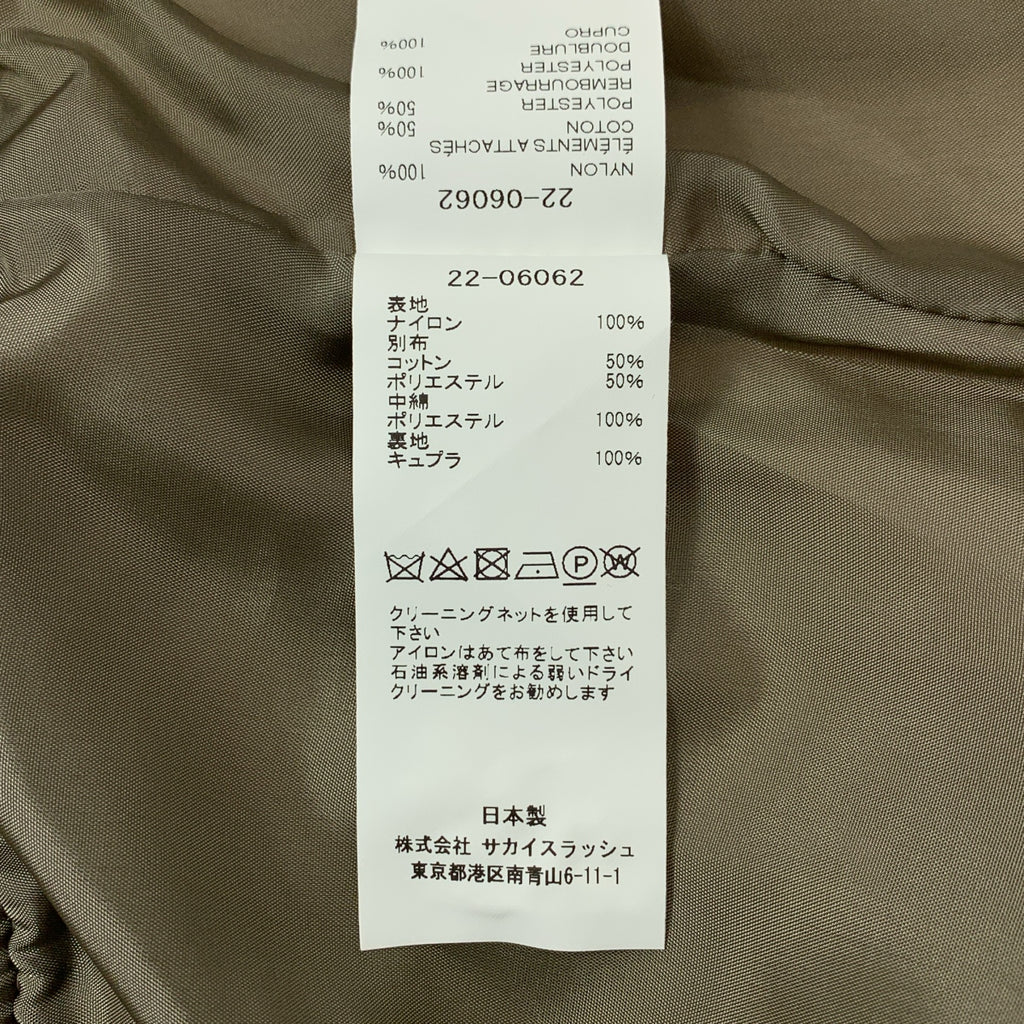 CUPRO 100%
DOUBLURE
POLYESTER 100%
REMBOURRAGE
POLYESTER 50%
COTON 50%
ÉLÉMENTS ATTACHÉS
NYLON 100%
22-06062
22-06062
表地
ナイロン 100%
別布
コットン 50%
ポリエステル 50%
中綿
ポリエステル 100%
裏地
キュプラ 100%
P
W
クリーニングネットを使用して
下さい
アイロンはあて布をして下さい
石油系溶剤による弱いドライ
クリーニングをお勧めします
日本製
株式会社 サカイスラッシュ
東京都港区南青山6-11-1